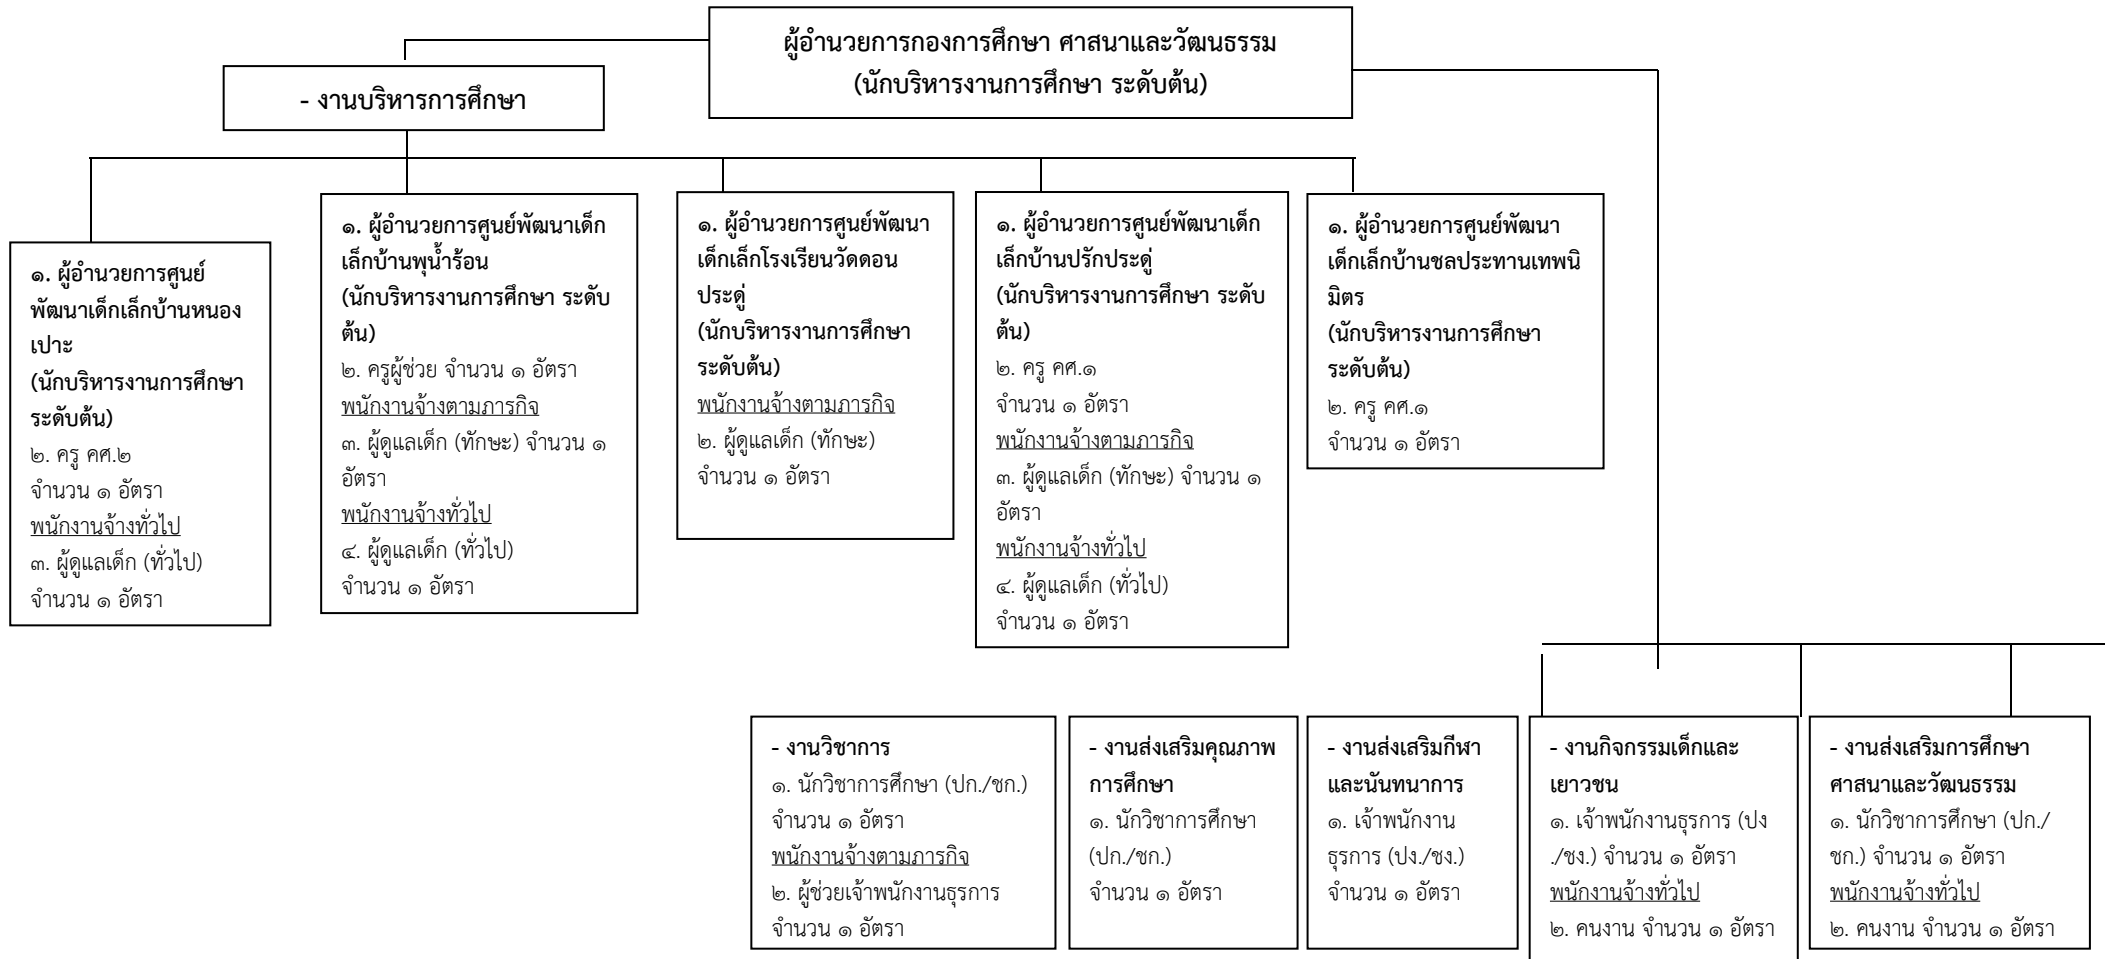 ผู้อำนวยการกองการศึกษา ศาสนาและวัฒนธรรม
(นักบริหารงานการศึกษา ระดับต้น)
- งานบริหารการศึกษา
๑. ผู้อำนวยการศูนย์
พัฒนาเด็กเล็กบ้านหนอง
เปาะ
(นักบริหารงานการศึกษา
ระดับต้น)
๒. ครู คศ.๒
จำนวน ๑ อัตรา
พนักงานจ้างทั่วไป
๓. ผู้ดูแลเด็ก (ทั่วไป)
จำนวน ๑ อัตรา
๑. ผู้อำนวยการศูนย์พัฒนาเด็ก
เล็กบ้านพุน้ำร้อน
(นักบริหารงานการศึกษา ระดับ
ต้น)
๒. ครูผู้ช่วย จำนวน ๑ อัตรา
พนักงานจ้างตามภารกิจ
๓. ผู้ดูแลเด็ก (ทักษะ) จำนวน ๑
อัตรา
พนักงานจ้างทั่วไป
๔. ผู้ดูแลเด็ก (ทั่วไป)
จำนวน ๑ อัตรา
๑. ผู้อำนวยการศูนย์พัฒนา
เด็กเล็กโรงเรียนวัดดอน
ประดู่
(นักบริหารงานการศึกษา
ระดับต้น)
พนักงานจ้างตามภารกิจ
๒. ผู้ดูแลเด็ก (ทักษะ)
จำนวน ๑ อัตรา
๑. ผู้อำนวยการศูนย์พัฒนาเด็ก
เล็กบ้านปรักประดู่
(นักบริหารงานการศึกษา ระดับ
ต้น)
๒. ครู คศ.๑
จำนวน ๑ อัตรา
พนักงานจ้างตามภารกิจ
๓. ผู้ดูแลเด็ก (ทักษะ) จำนวน ๑
อัตรา
พนักงานจ้างทั่วไป
๔. ผู้ดูแลเด็ก (ทั่วไป)
จำนวน ๑ อัตรา
๑. ผู้อำนวยการศูนย์พัฒนา
เด็กเล็กบ้านชลประทานเทพนิ
มิตร
(นักบริหารงานการศึกษา
ระดับต้น)
๒. ครู คศ.๑
จำนวน ๑ อัตรา
- งานวิชาการ
๑. นักวิชาการศึกษา (ปก./ชก.)
จำนวน ๑ อัตรา
พนักงานจ้างตามภารกิจ
๒. ผู้ช่วยเจ้าพนักงานธุรการ
จำนวน ๑ อัตรา
- งานส่งเสริมคุณภาพ
การศึกษา
๑. นักวิชาการศึกษา
(ปก./ชก.)
จำนวน ๑ อัตรา
- งานส่งเสริมกีฬา
และนันทนาการ
๑. เจ้าพนักงาน
ธุรการ (ปง./ชง.)
จำนวน ๑ อัตรา
- งานกิจกรรมเด็กและ
เยาวชน
๑. เจ้าพนักงานธุรการ (ปง
./ชง.) จำนวน ๑ อัตรา
พนักงานจ้างทั่วไป
๒. คนงาน จำนวน ๑ อัตรา
- งานส่งเสริมการศึกษา
ศาสนาและวัฒนธรรม
๑. นักวิชาการศึกษา (ปก./
ชก.) จำนวน ๑ อัตรา
พนักงานจ้างทั่วไป
๒. คนงาน จำนวน ๑ อัตรา